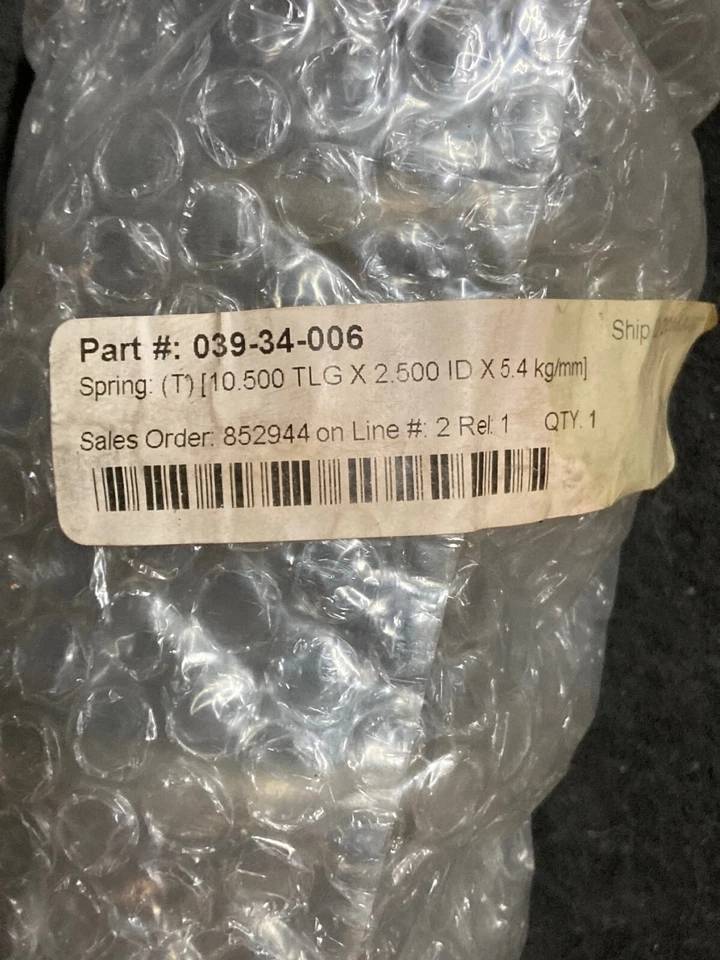 Part #: 039-34-006
Ship
Spring: (T) [10.500 TLG X 2.500 ID X 5.4 kg/mm]
Sales Order: 852944 on Line #: 2 Rel: 1 QTY. 1